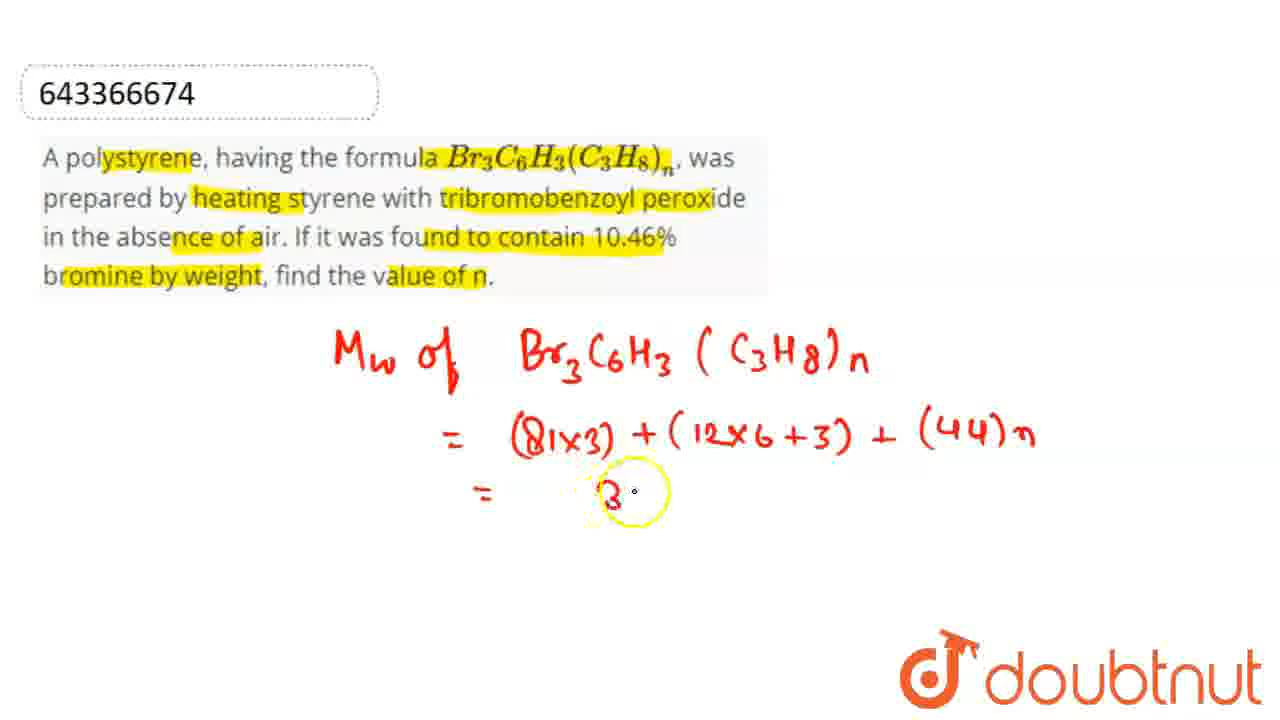 643366674
A polystyrene, having the formula Br₃C₆H₃(C₃H₈)ₙ, was
prepared by heating styrene with tribromobenzoyl peroxide
in the absence of air. If it was found to contain 10.46%
bromine by weight, find the value of n.
Mw of Br₃C₆H₃ (C₃H₈)n
= (81×3) + (12×6+3) + (44)n
= 3
doubtnut